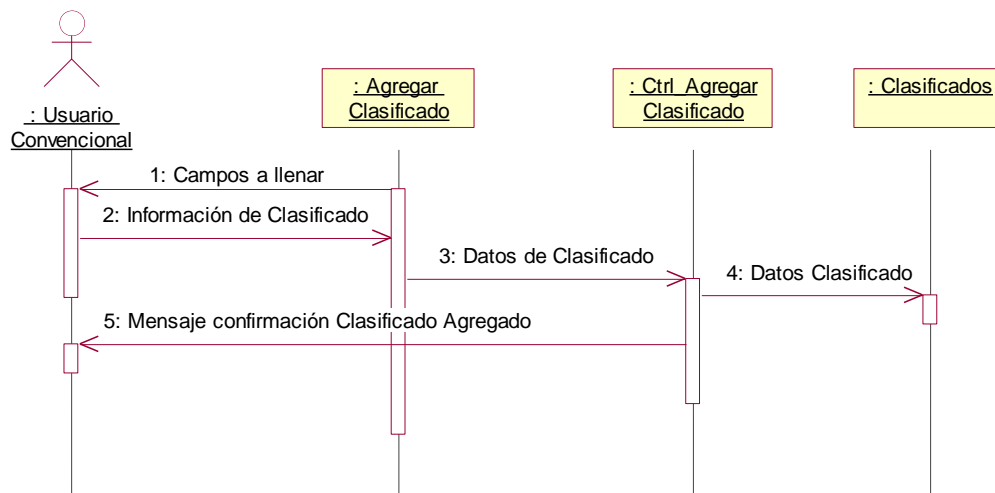 : Usuario
Convencional
: Agregar
Clasificado
: Ctrl_Agregar
Clasificado
: Clasificados
1: Campos a llenar
2: Información de Clasificado
3: Datos de Clasificado
4: Datos Clasificado
5: Mensaje confirmación Clasificado Agregado